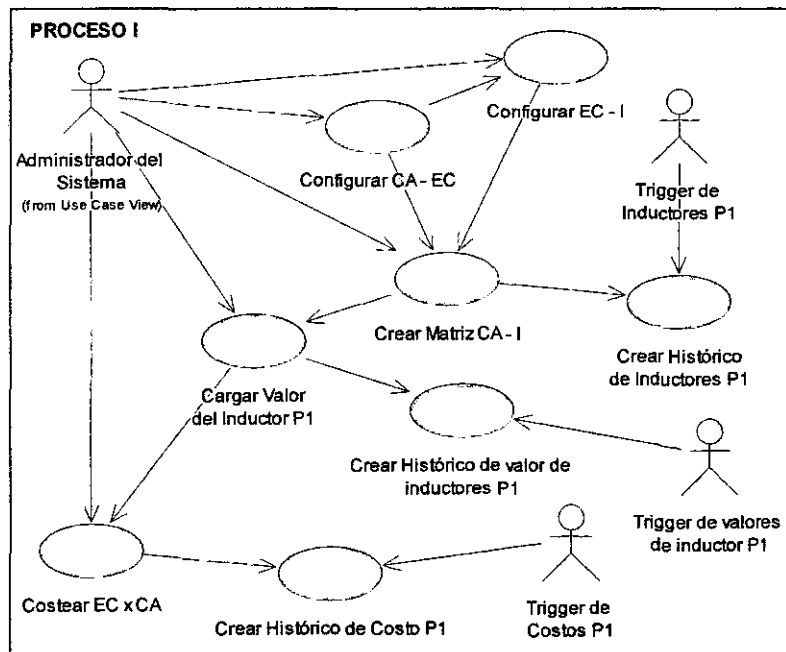 PROCESO I
Configurar EC - I
Administrador del
Sistema
(from Use Case View)
Configurar CA - EC
Trigger de
Inductores P1
Crear Matriz CA - I
Crear Histórico
de Inductores P1
Cargar Valor
del Inductor P1
Crear Histórico de valor de
inductores P1
Trigger de valores
de inductor P1
Costear EC x CA
Crear Histórico de Costo P1
Trigger de
Costos P1